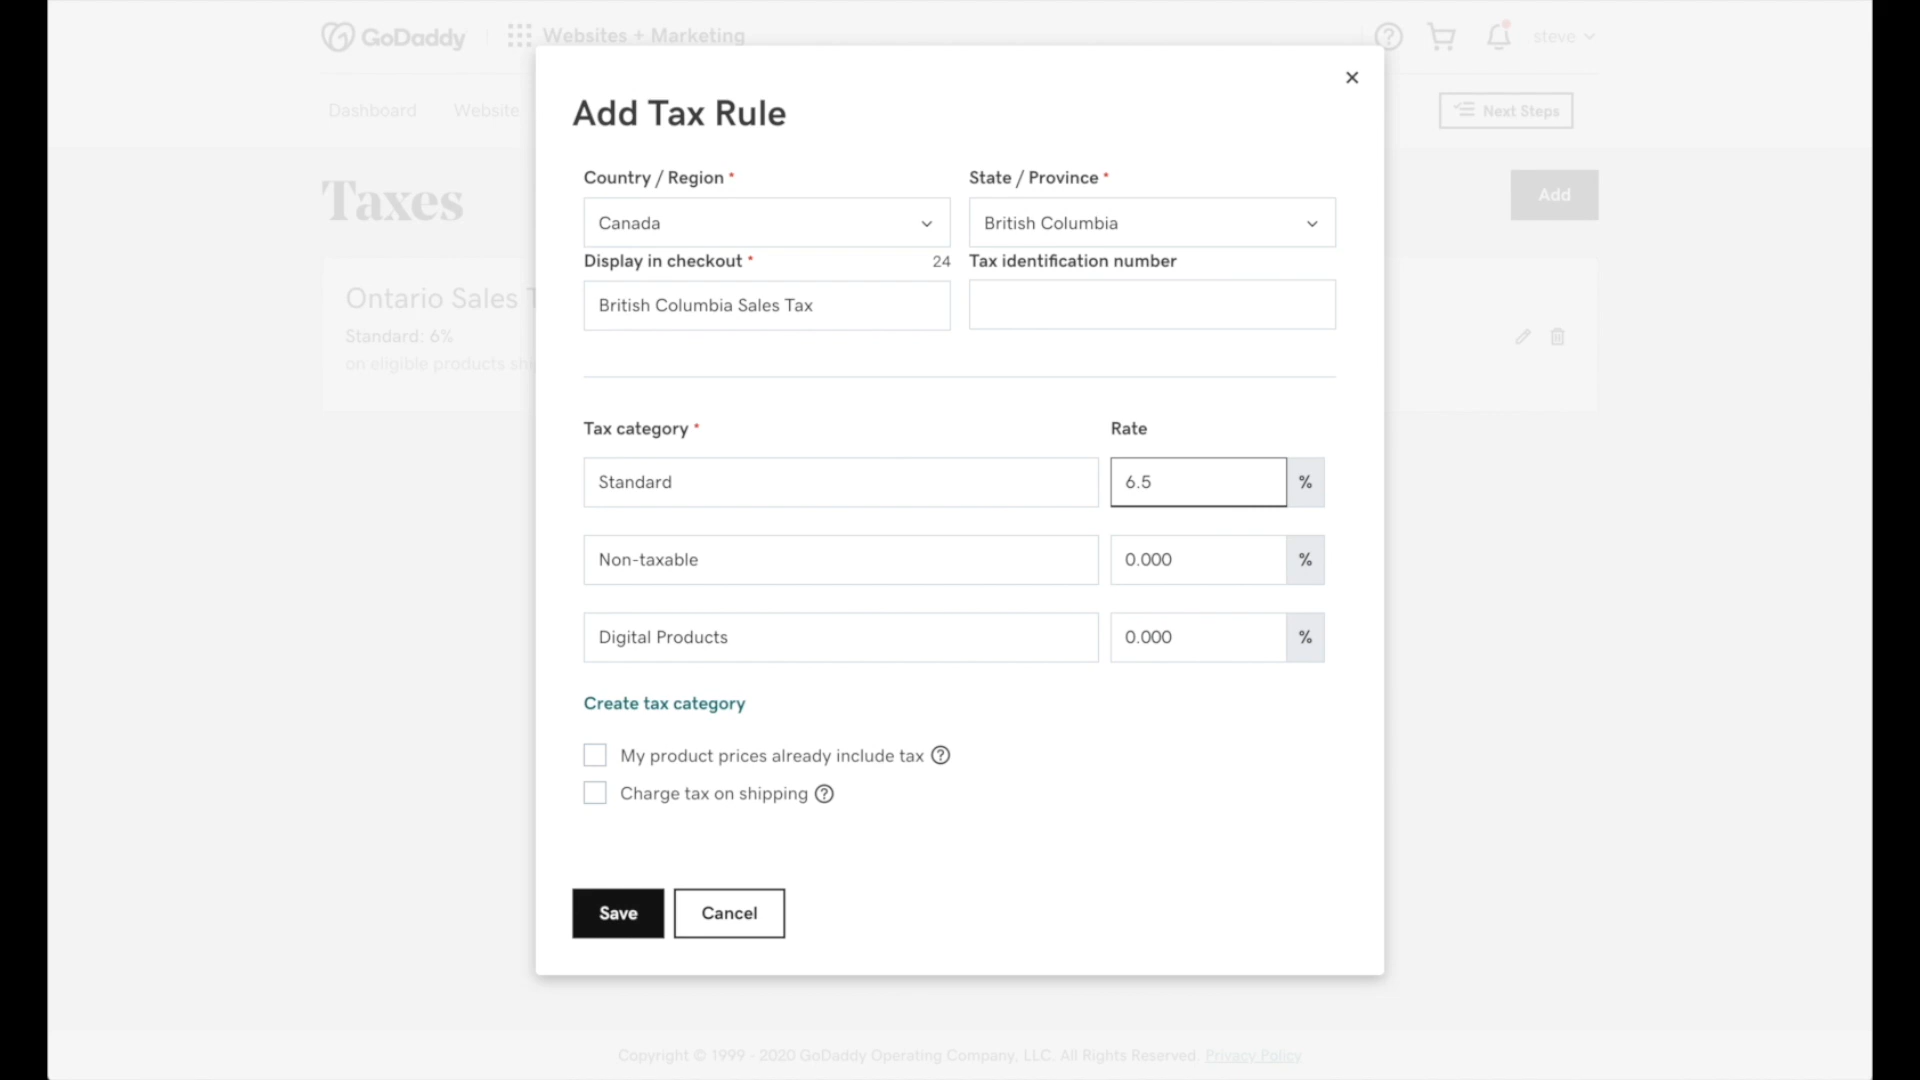 GoDaddy Websites + Marketing steve
Dashboard Website Next Steps
Add Tax Rule
Taxes Add
Country / Region * State / Province *
Canada British Columbia
Display in checkout * 24 Tax identification number
British Columbia Sales Tax
Ontario Sales T
Standard: 6%
on eligible products shi
Tax category * Rate
Standard 6.5 %
Non-taxable 0.000 %
Digital Products 0.000 %
Create tax category
My product prices already include tax ?
Charge tax on shipping ?
Save Cancel
Copyright © 1999 - 2020 GoDaddy Operating Company, LLC. All Rights Reserved. Privacy Policy